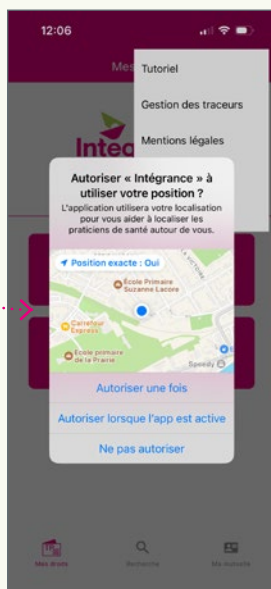 12:06
Mes
Tutoriel
Gestion des traceurs
Mentions légales
Intég
Autoriser « Intégrance » à
utiliser votre position ?
L'application utilisera votre localisation
pour vous aider à localiser les
praticiens de santé autour de vous.
Position exacte : Oui
École Primaire
Suzanne Lacore
Carrefour
Express
École primaire
de la Prairie
Speedy
Autoriser une fois
Autoriser lorsque l'app est active
Ne pas autoriser
Mes droits
Recherche
Ma mutuelle